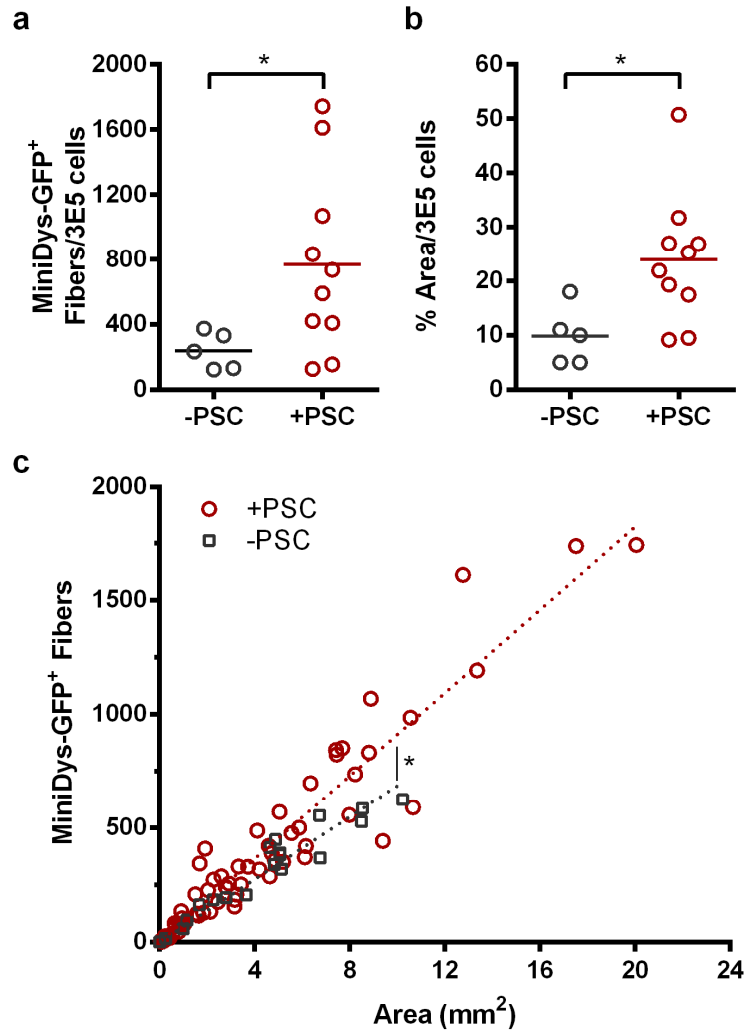 a
MiniDys-GFP+
Fibers/3E5 cells
2000
1600
1200
800
400
0
*
-PSC
+PSC
b
% Area/3E5 cells
60
50
40
30
20
10
0
*
-PSC
+PSC
c
MiniDys-GFP+ Fibers
2000
1500
1000
500
0
+PSC
-PSC
*
0
4
8
12
16
20
24
Area (mm2)